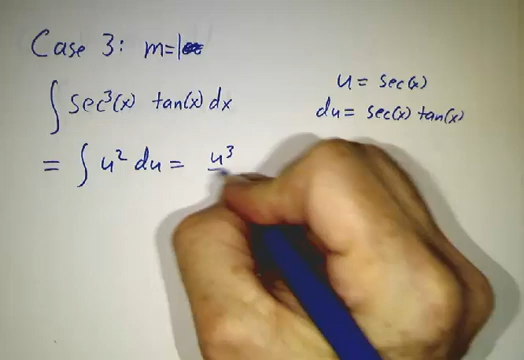 Case 3: m=1
∫ sec³(x) tan(x) dx
u = sec(x)
du = sec(x) tan(x)
= ∫ u² du = u³